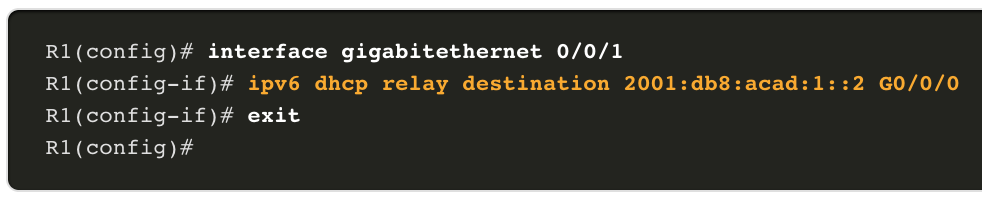 R1(config)# interface gigabitethernet 0/0/1
R1(config-if)# ipv6 dhcp relay destination 2001:db8:acad:1::2 G0/0/0
R1(config-if)# exit
R1(config)#